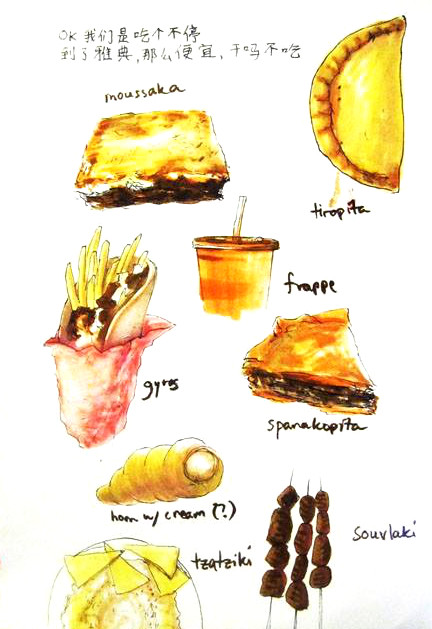 OK 我们是吃个不停
到了雅典,那么便宜,干吗不吃
moussaka
tiropita
frappe
gyros
spanakopita
horn w/ cream (?)
souvlaki
tzatziki